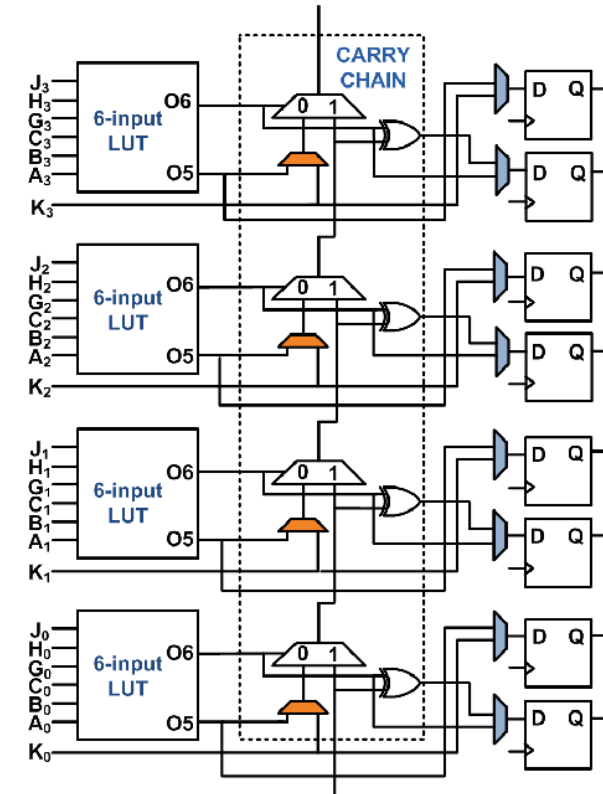 CARRY
CHAIN
J3
H3
G3
C3
B3
A3
K3
6-input
LUT
O6
O5
0 1
D Q
D Q
J2
H2
G2
C2
B2
A2
K2
6-input
LUT
O6
O5
0 1
D Q
D Q
J1
H1
G1
C1
B1
A1
K1
6-input
LUT
O6
O5
0 1
D Q
D Q
J0
H0
G0
C0
B0
A0
K0
6-input
LUT
O6
O5
0 1
D Q
D Q